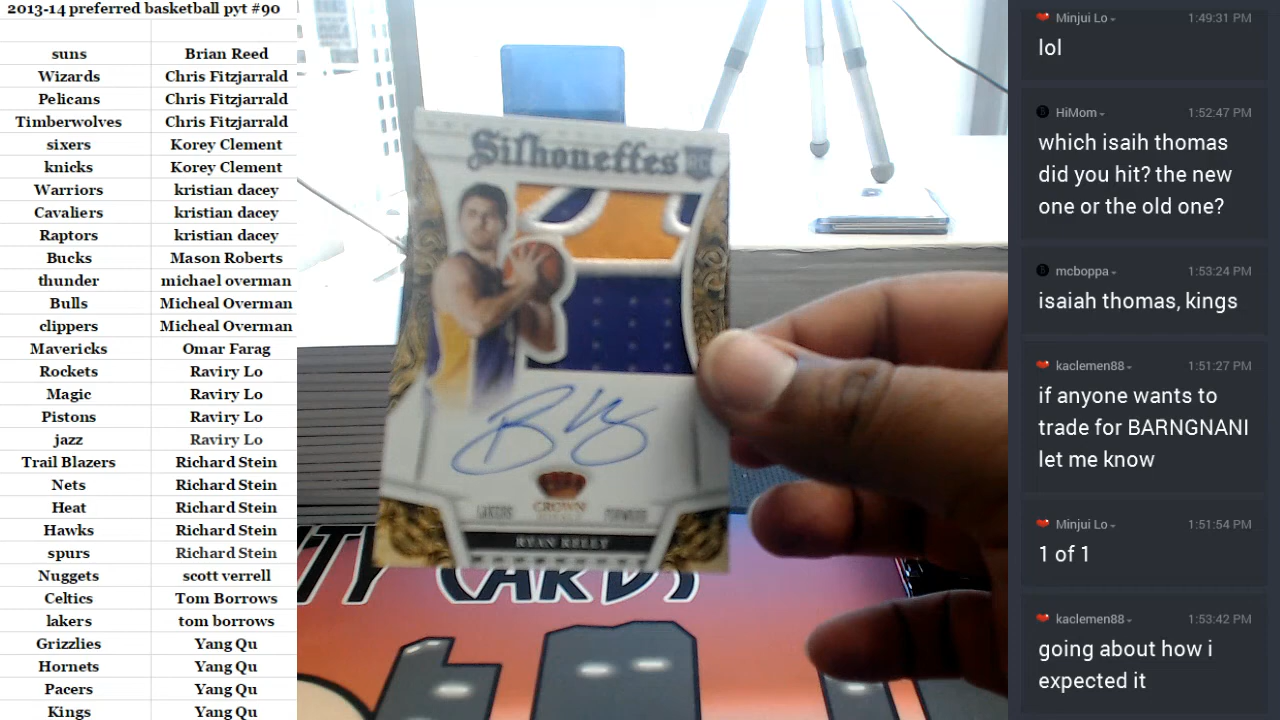 2013-14 preferred basketball pyt #90
suns Brian Reed
Wizards Chris Fitzjarrald
Pelicans Chris Fitzjarrald
Timberwolves Chris Fitzjarrald
sixers Korey Clement
knicks Korey Clement
Warriors kristian dacey
Cavaliers kristian dacey
Raptors kristian dacey
Bucks Mason Roberts
thunder michael overman
Bulls Micheal Overman
clippers Micheal Overman
Mavericks Omar Farag
Rockets Raviry Lo
Magic Raviry Lo
Pistons Raviry Lo
jazz Raviry Lo
Trail Blazers Richard Stein
Nets Richard Stein
Heat Richard Stein
Hawks Richard Stein
spurs Richard Stein
Nuggets scott verrell
Celtics Tom Borrows
lakers tom borrows
Grizzlies Yang Qu
Hornets Yang Qu
Pacers Yang Qu
Kings Yang Qu
Silhouettes RC
CROWN
LAKERS FORWARD
RYAN KELLY
TY CARDS
Minjui Lo 1:49:31 PM
lol
HiMom 1:52:47 PM
which isaih thomas
did you hit? the new
one or the old one?
mcboppa 1:53:24 PM
isaiah thomas, kings
kaclemen88 1:51:27 PM
if anyone wants to
trade for BARNGNANI
let me know
Minjui Lo 1:51:54 PM
1 of 1
kaclemen88 1:53:42 PM
going about how i
expected it